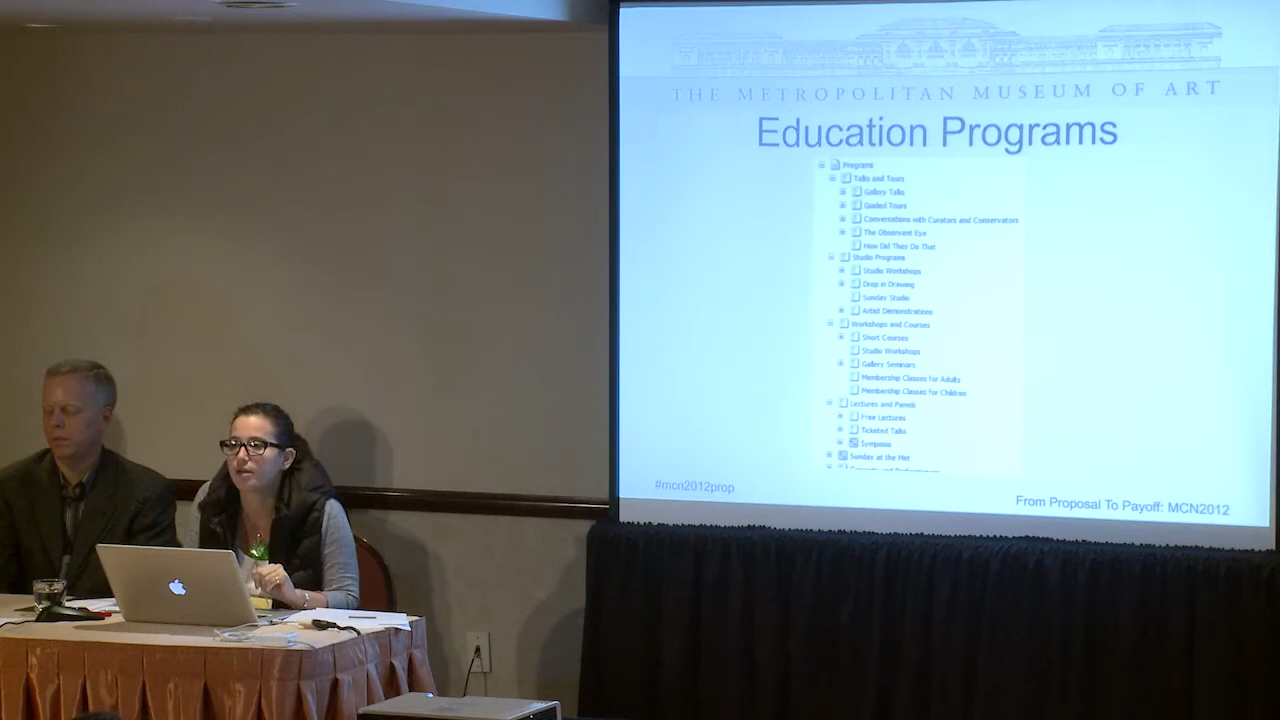 THE METROPOLITAN MUSEUM OF ART
Education Programs
Programs
Talks and Tours
Gallery Talks
Guided Tours
Conversations with Curators and Conservators
The Observant Eye
How Did They Do That
Studio Programs
Studio Workshops
Drop in Drawing
Sunday Studio
Artist Demonstrations
Workshops and Courses
Short Courses
Studio Workshops
Gallery Seminars
Membership Classes for Adults
Membership Classes for Children
Lectures and Panels
Free Lectures
Ticketed Talks
Symposia
Sunday at the Met
#mcn2012prop
From Proposal To Payoff: MCN2012